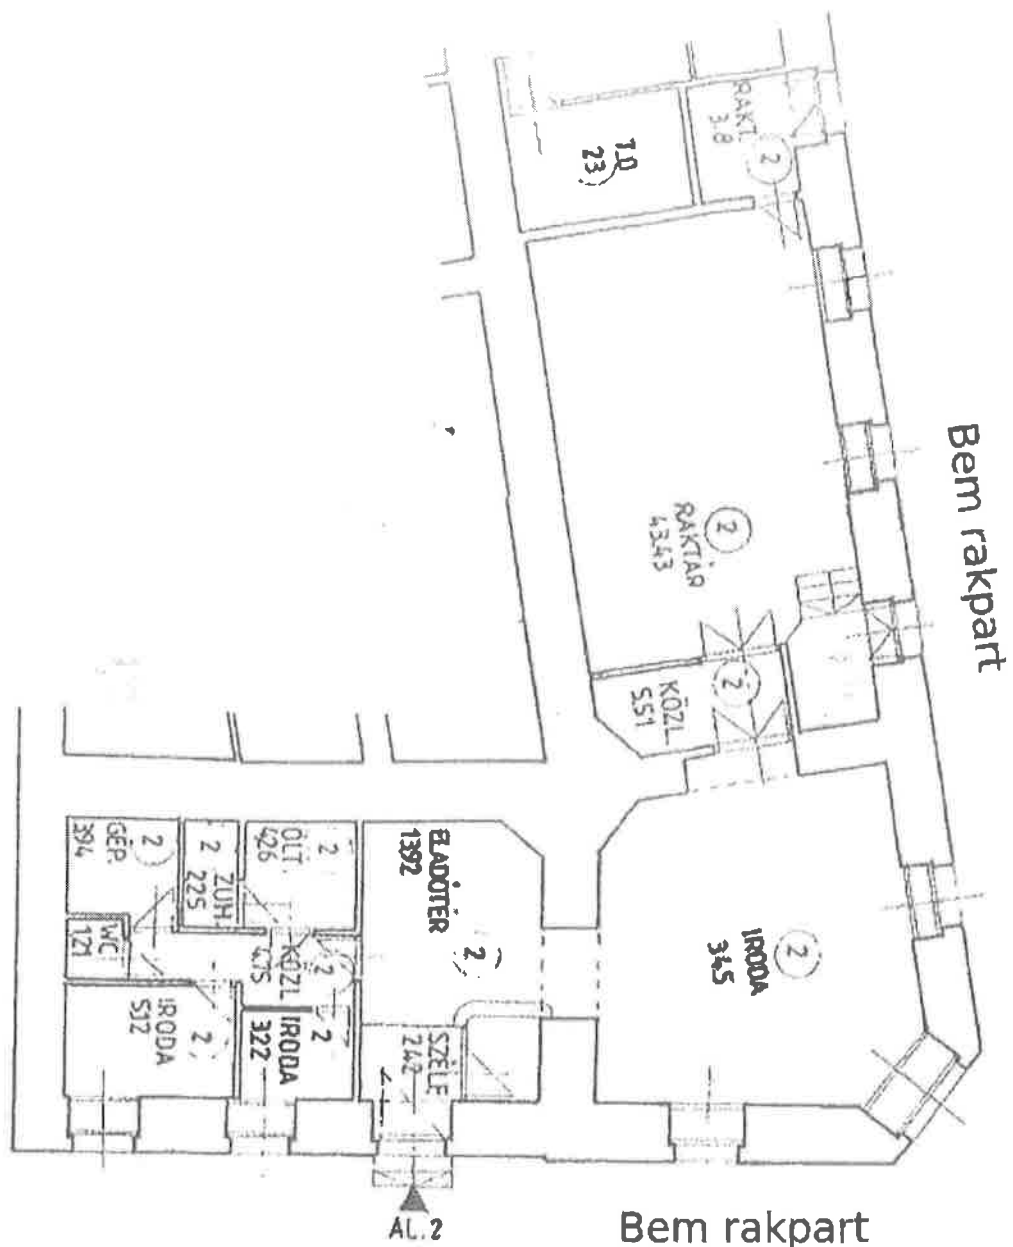 RAKT.
3.8
2
7.0
23
Bem rakpart
2
RAKTÁR
43.43
2
KÖZL
5.51
2
GÉP.
3.94
2
ZUH.
2.25
2
ÖLT.
4.26
ELADÓTÉR
13.92
2
2
IRODA
34.5
WC
1.21
KÖZL
4.75
2
2
IRODA
5.12
2
IRODA
3.22
SZÉLF
2.42
AL.2
Bem rakpart